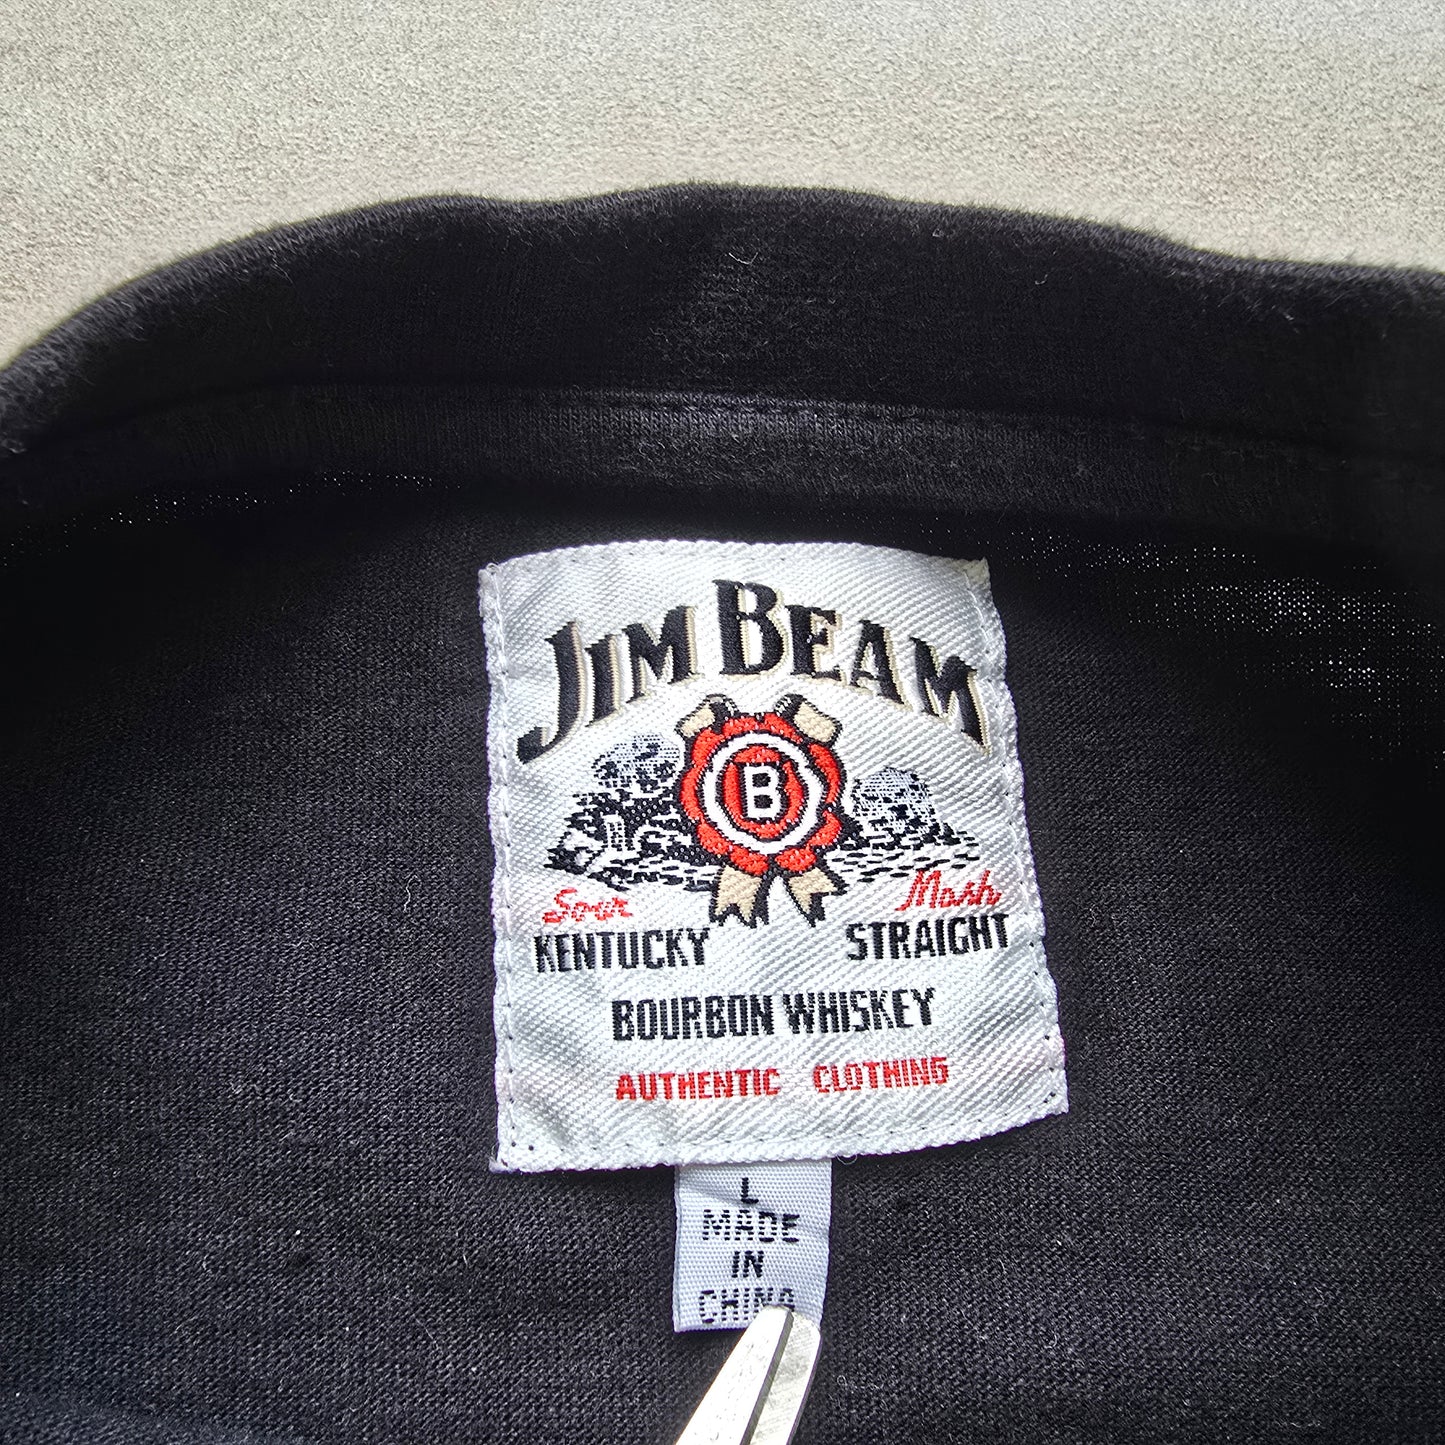 JIM BEAM
B
Sour Mash
KENTUCKY STRAIGHT
BOURBON WHISKEY
AUTHENTIC CLOTHING
L
MADE
IN
CHINA